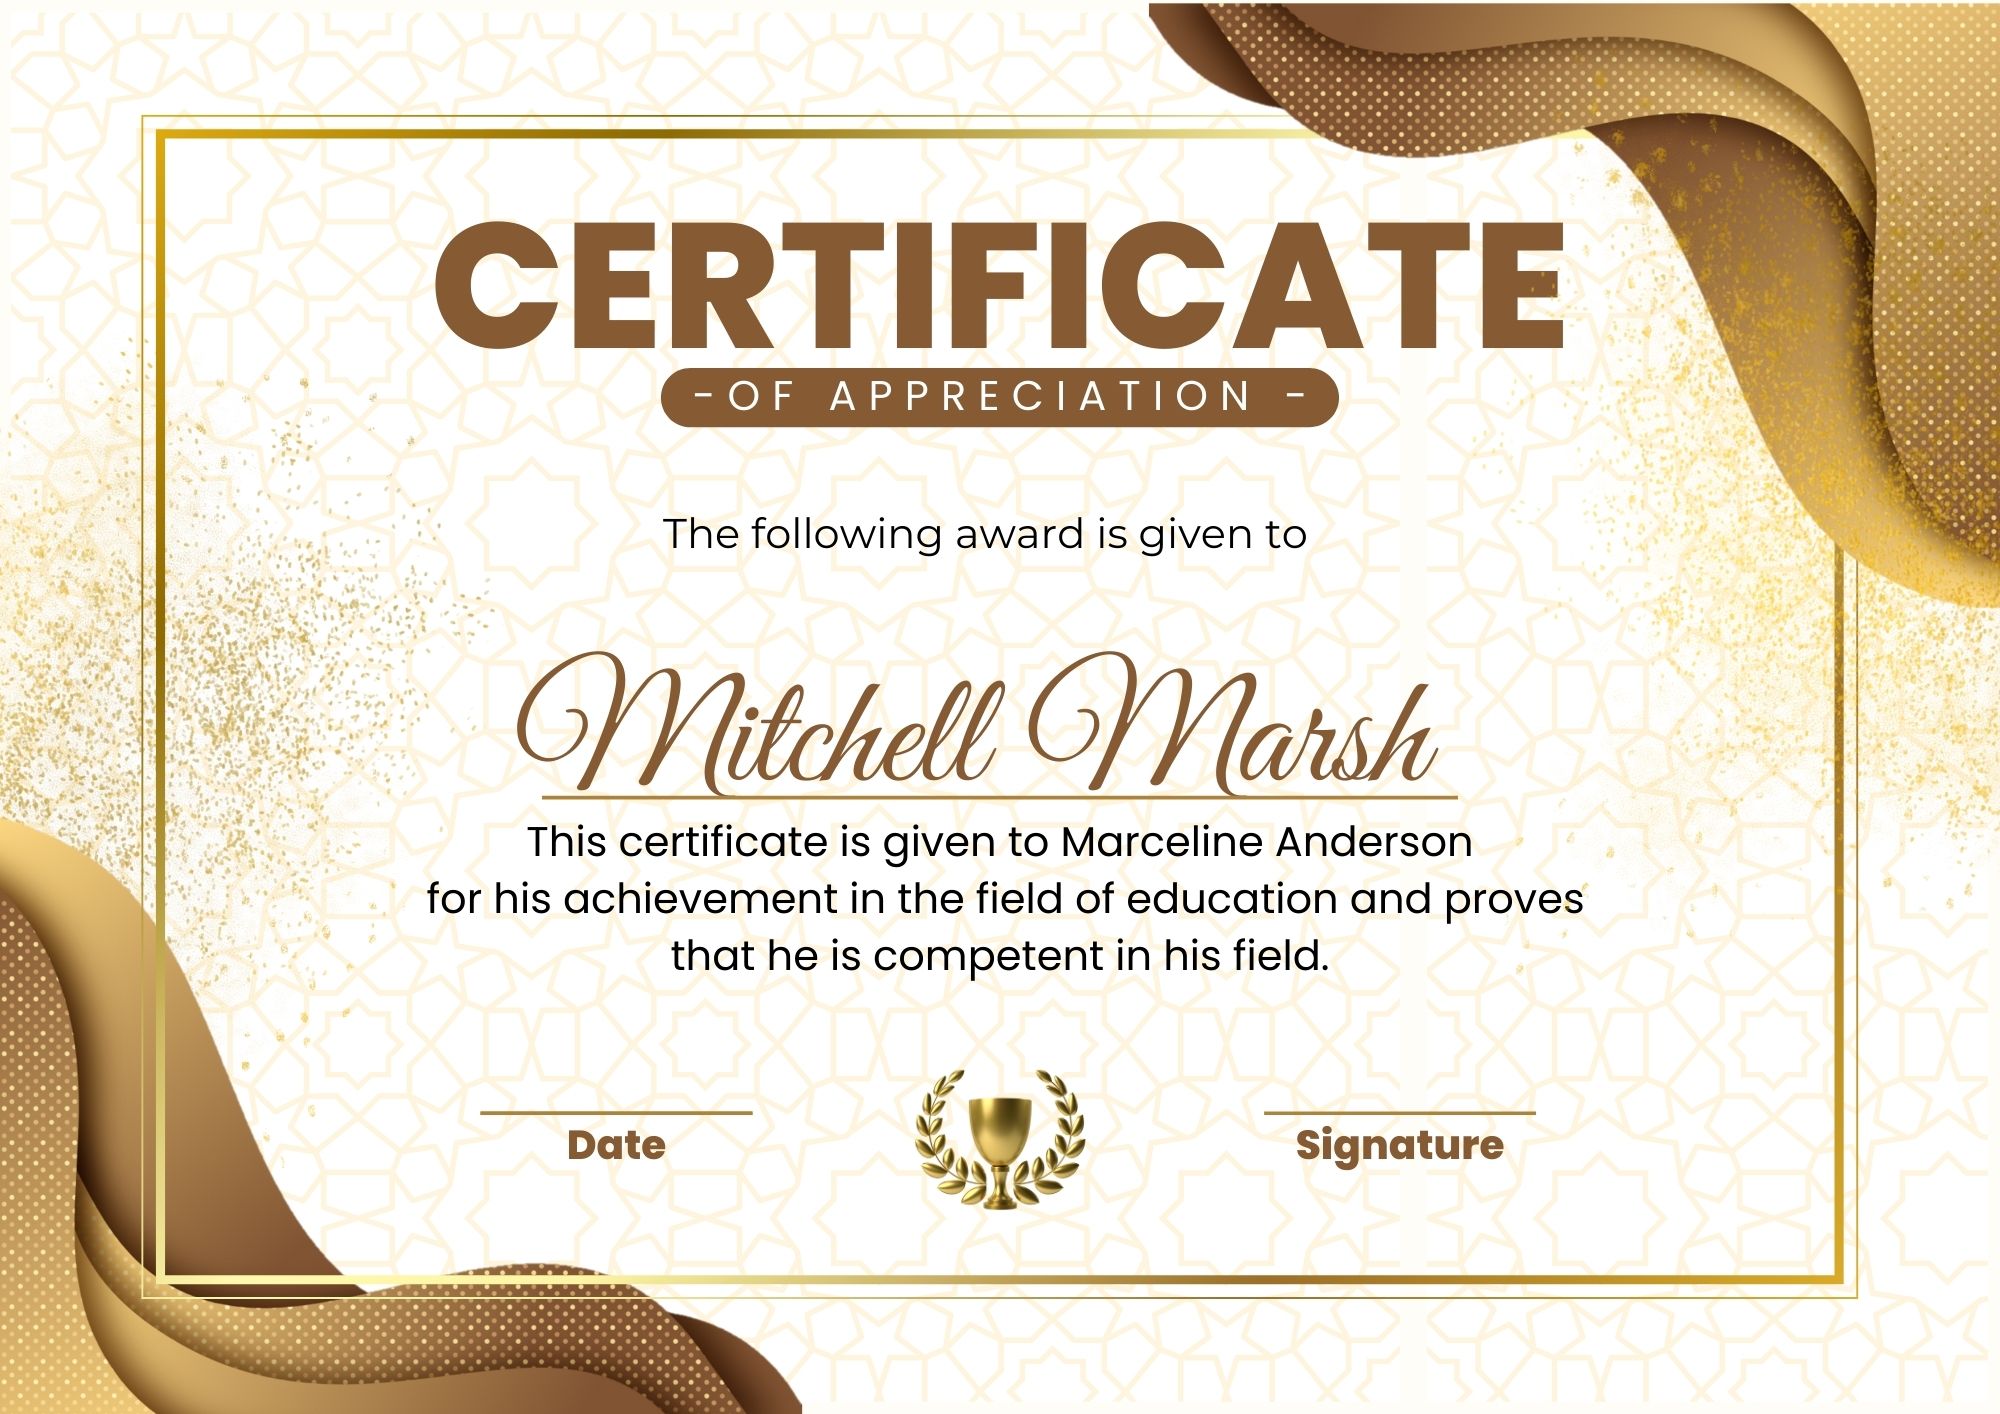 CERTIFICATE
-OF APPRECIATION -
The following award is given to
Mitchell Marsh
This certificate is given to Marceline Anderson
for his achievement in the field of education and proves
that he is competent in his field.
Date
Signature